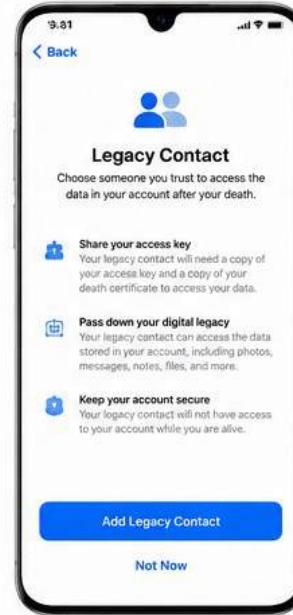 9:81
Back
Legacy Contact
Choose someone you trust to access the
data in your account after your death.
Share your access key
Your legacy contact will need a copy of
your access key and a copy of your
death certificate to access your data.
Pass down your digital legacy
Your legacy contact can access the data
stored in your account, including photos,
messages, notes, files, and more.
Keep your account secure
Your legacy contact will not have access
to your account while you are alive.
Add Legacy Contact
Not Now